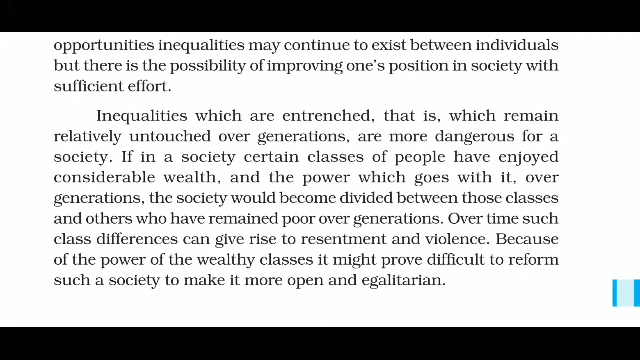 opportunities inequalities may continue to exist between individuals
but there is the possibility of improving one's position in society with
sufficient effort.
Inequalities which are entrenched, that is, which remain
relatively untouched over generations, are more dangerous for a
society. If in a society certain classes of people have enjoyed
considerable wealth, and the power which goes with it, over
generations, the society would become divided between those classes
and others who have remained poor over generations. Over time such
class differences can give rise to resentment and violence. Because
of the power of the wealthy classes it might prove difficult to reform
such a society to make it more open and egalitarian.